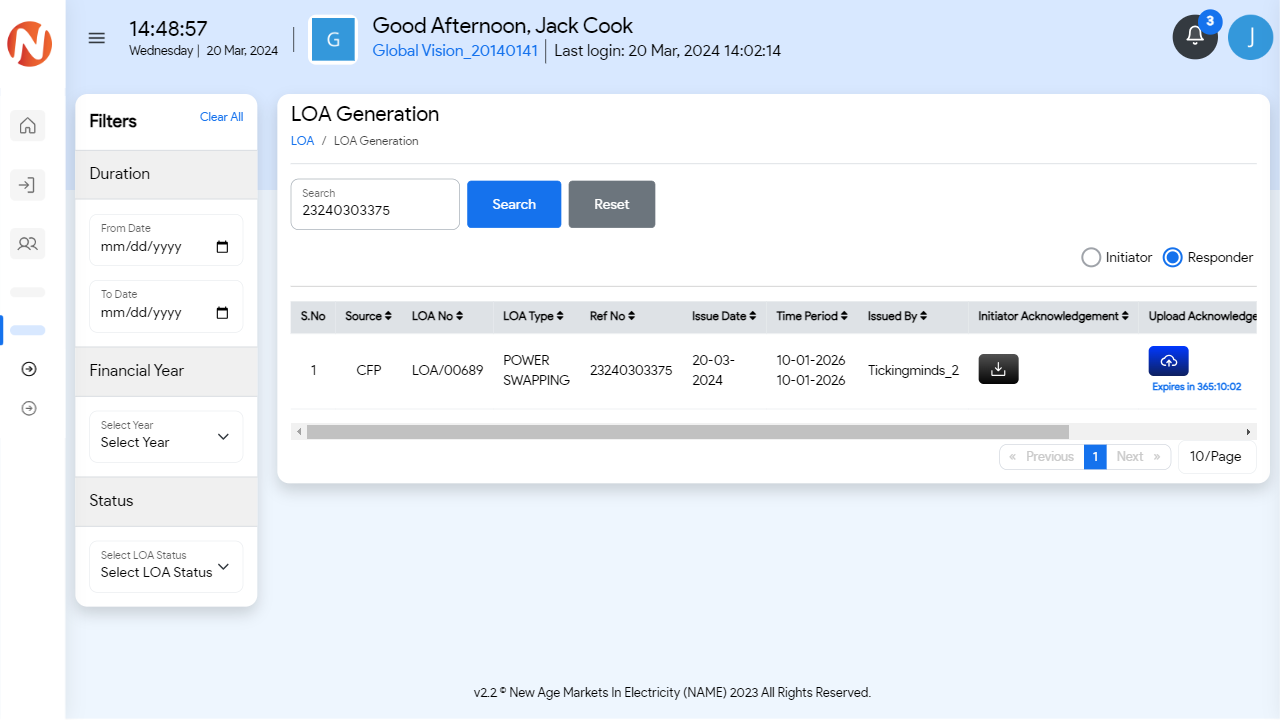 14:48:57
Wednesday | 20 Mar, 2024
G
Good Afternoon, Jack Cook
Global Vision_20140141 | Last login: 20 Mar, 2024 14:02:14
3
J
Filters
Clear All
Duration
From Date
mm/dd/yyyy
To Date
mm/dd/yyyy
Financial Year
Select Year
Select Year
Status
Select LOA Status
Select LOA Status
LOA Generation
LOA / LOA Generation
Search
23240303375
Search
Reset
Initiator
Responder
S.No Source LOA No LOA Type Ref No Issue Date Time Period Issued By Initiator Acknowledgement Upload Acknowledge
1 CFP LOA/00689 POWER SWAPPING 23240303375 20-03-2024 10-01-2026 10-01-2026 Tickingminds_2
Expires in 365:10:02
« Previous 1 Next »
10/Page
v2.2 © New Age Markets In Electricity (NAME) 2023 All Rights Reserved.